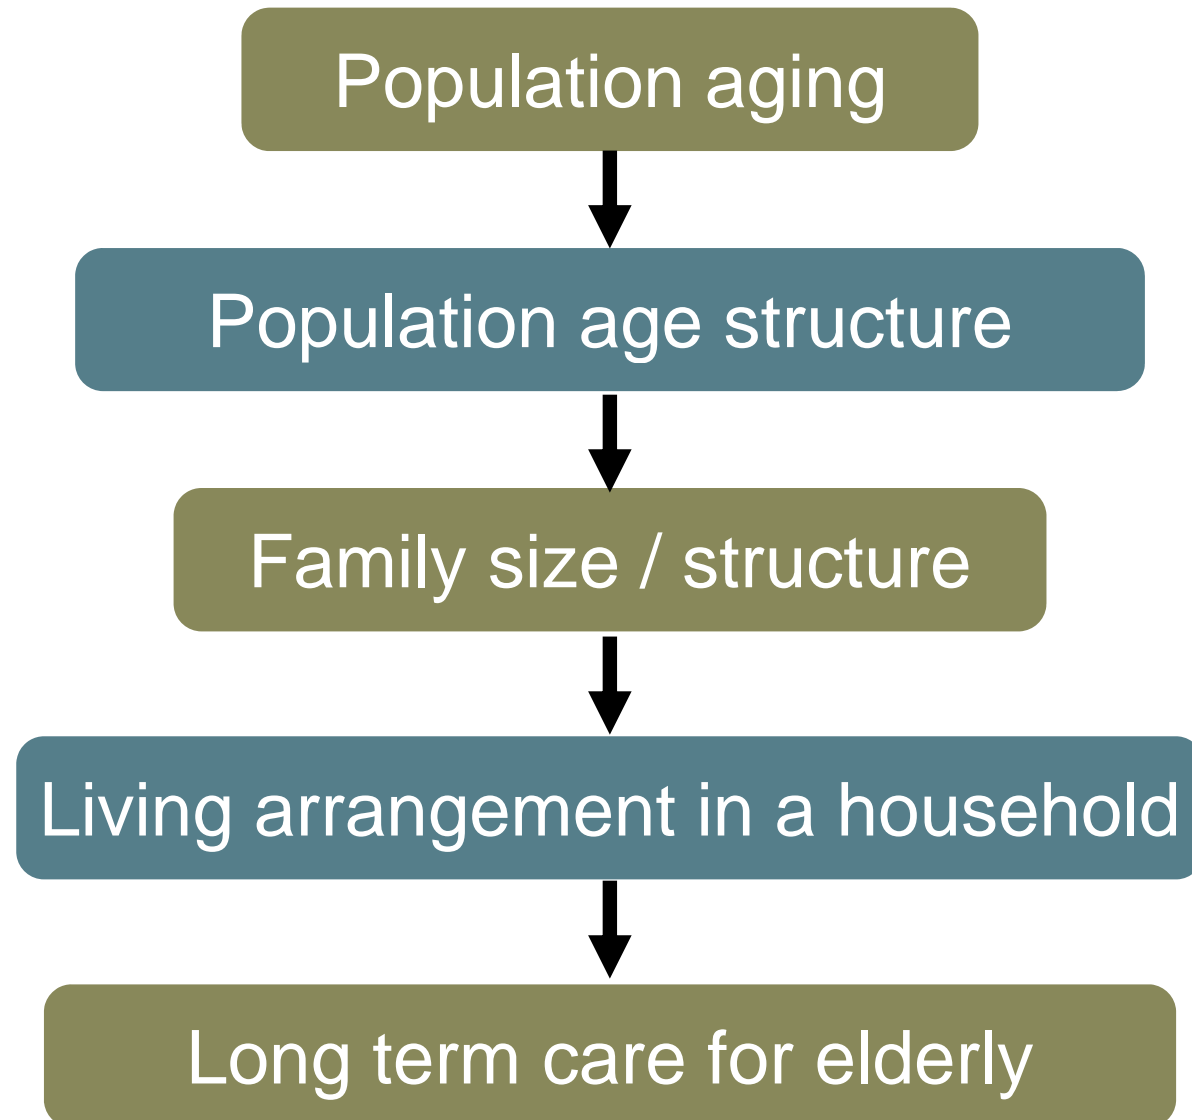 Population aging
Population age structure
Family size / structure
Living arrangement in a household
Long term care for elderly